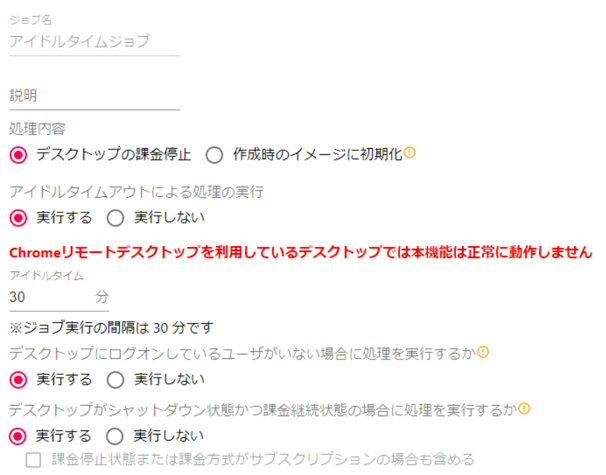 ジョブ名
アイドルタイムジョブ
説明
処理内容
デスクトップの課金停止 作成時のイメージに初期化
アイドルタイムアウトによる処理の実行
実行する 実行しない
Chromeリモートデスクトップを利用しているデスクトップでは本機能は正常に動作しません
アイドルタイム
30 分
※ジョブ実行の間隔は 30 分です
デスクトップにログオンしているユーザがいない場合に処理を実行するか
実行する 実行しない
デスクトップがシャットダウン状態かつ課金継続状態の場合に処理を実行するか
実行する 実行しない
課金停止状態または課金方式がサブスクリプションの場合も含める